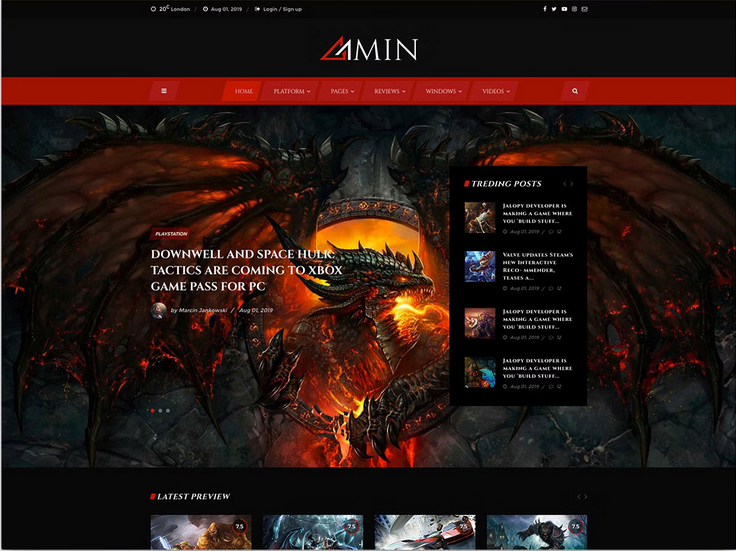 20C London / Aug 01, 2019 / Login / Sign up
AMIN
HOME PLATFORM PAGES REVIEWS WINDOWS VIDEOS
TREDING POSTS
JALOPY DEVELOPER IS
MAKING A GAME WHERE
YOU 'BUILD STUFF...
Aug 01, 2019 / 12
VALVE UPDATES STEAM'S
NEW INTERACTIVE
RECO- MMENDER,
TEASES A...
Aug 01, 2019 / 12
JALOPY DEVELOPER IS
MAKING A GAME WHERE
YOU 'BUILD STUFF...
Aug 01, 2019 / 12
JALOPY DEVELOPER IS
MAKING A GAME WHERE
YOU 'BUILD STUFF...
Aug 01, 2019 / 12
PLAYSTATION
DOWNWELL AND SPACE HULK:
TACTICS ARE COMING TO XBOX
GAME PASS FOR PC
by Marcin Jankowski / Aug 01, 2019
LATEST PREVIEW
7.5 7.5 7.5 7.5